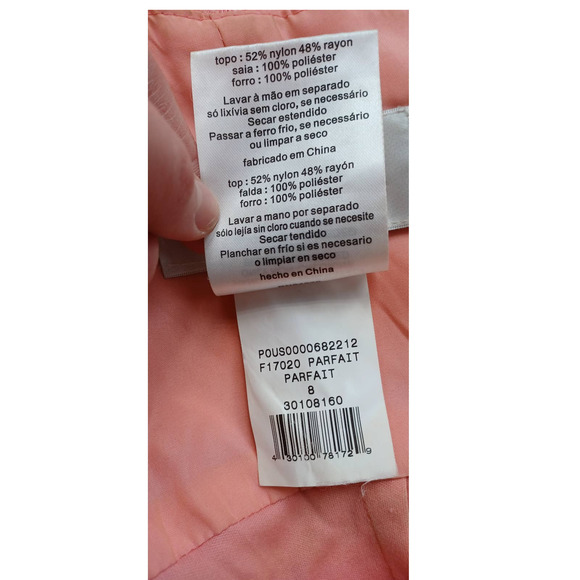 topo : 52% nylon 48% rayon
saia : 100% poliéster
forro : 100% poliéster
Lavar à mão em separado
só lixívia sem cloro, se necessário
Secar estendido
Passar a ferro frio, se necessário
ou limpar a seco
fabricado em China
top : 52% nylon 48% rayón
falda : 100% poliéster
forro : 100% poliéster
Lavar a mano por separado
sólo lejía sin cloro cuando se necesite
Secar tendido
Planchar en frío si es necesario
o limpiar en seco
hecho en China
POUS0000682212
F17020 PARFAIT
PARFAIT
8
30108160
4 30100 78172 9